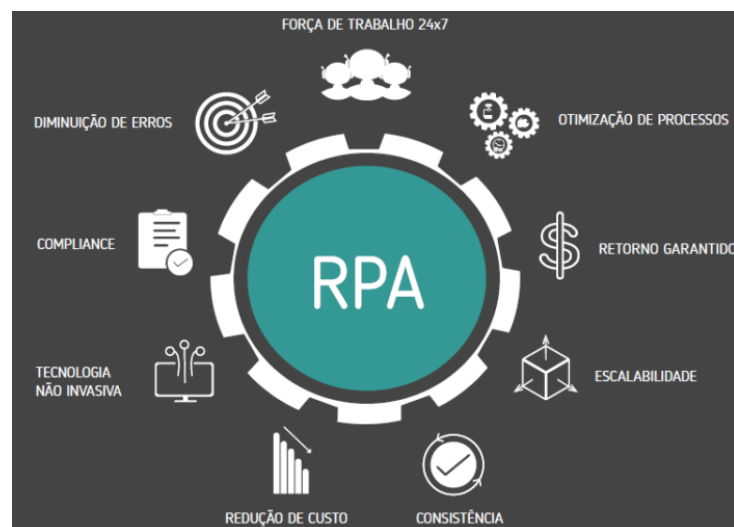 FORÇA DE TRABALHO 24x7
DIMINUIÇÃO DE ERROS
OTIMIZAÇÃO DE PROCESSOS
COMPLIANCE
RETORNO GARANTIDO
RPA
TECNOLOGIA
NÃO INVASIVA
ESCALABILIDADE
REDUÇÃO DE CUSTO
CONSISTÊNCIA